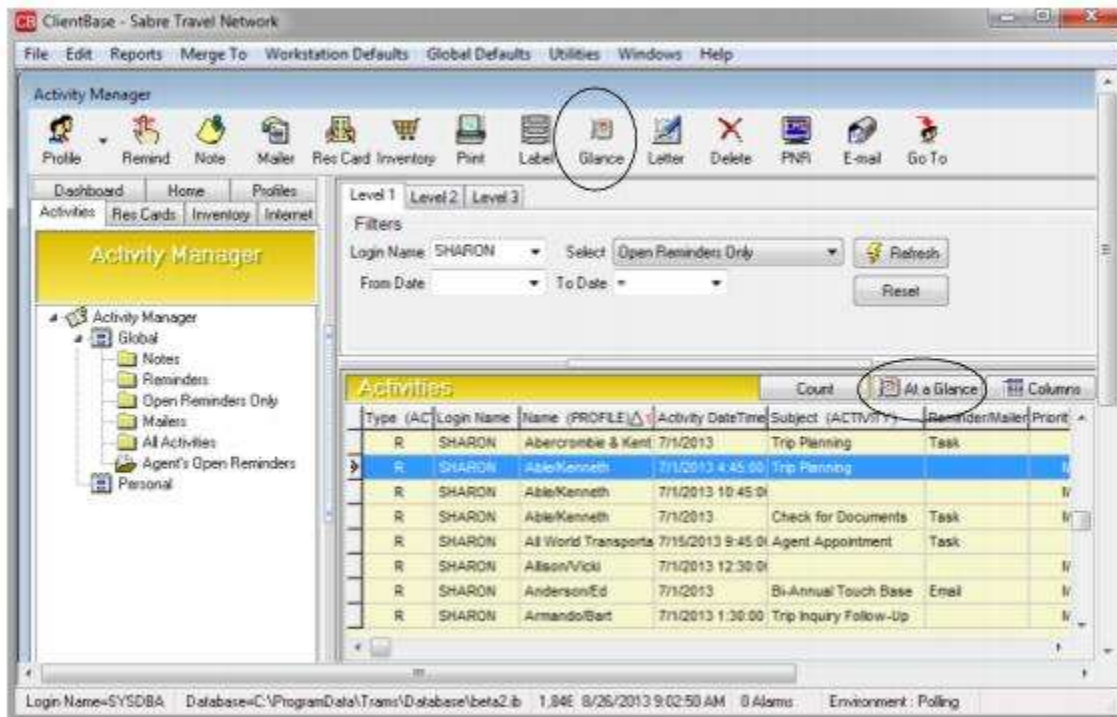 CB ClientBase - Sabre Travel Network
File Edit Reports Merge To Workstation Defaults Global Defaults Utilities Windows Help
Activity Manager
Profile Remind Note Mailer Res Card Inventory Print Label Glance Letter Delete PNR E-mail Go To
Dashboard Home Profiles
Activities Res Cards Inventory Internet
Activity Manager
Activity Manager
Global
Notes
Reminders
Open Reminders Only
Mailers
All Activities
Agent's Open Reminders
Personal
Level 1 Level 2 Level 3
Filters
Login Name SHARON Select Open Reminders Only Refresh
From Date To Date = Reset
Activities Count At a Glance Columns
Type (AC Login Name Name (PROFILE) Activity DateTime Subject (ACTIVITY) Reminder/Mailer Priorit
R SHARON Abercrombie & Kent 7/1/2013 Trip Planning Task
R SHARON Able/Kenneth 7/1/2013 4:45:00 Trip Planning
R SHARON Able/Kenneth 7/1/2013 10:45:0
R SHARON Able/Kenneth 7/1/2013 Check for Documents Task
R SHARON All World Transporta 7/15/2013 9:45:0 Agent Appointment Task
R SHARON Allison/Vicki 7/1/2013 12:30:0
R SHARON Anderson/Ed 7/1/2013 Bi-Annual Touch Base Email
R SHARON Armando/Bart 7/1/2013 1:30:00 Trip Inquiry Follow-Up
Login Name=SYSDBA Database=C:\ProgramData\Trams\Database\beta2.ib 8/26/2013 9:02:50 AM 0 Alarms Environment : Polling